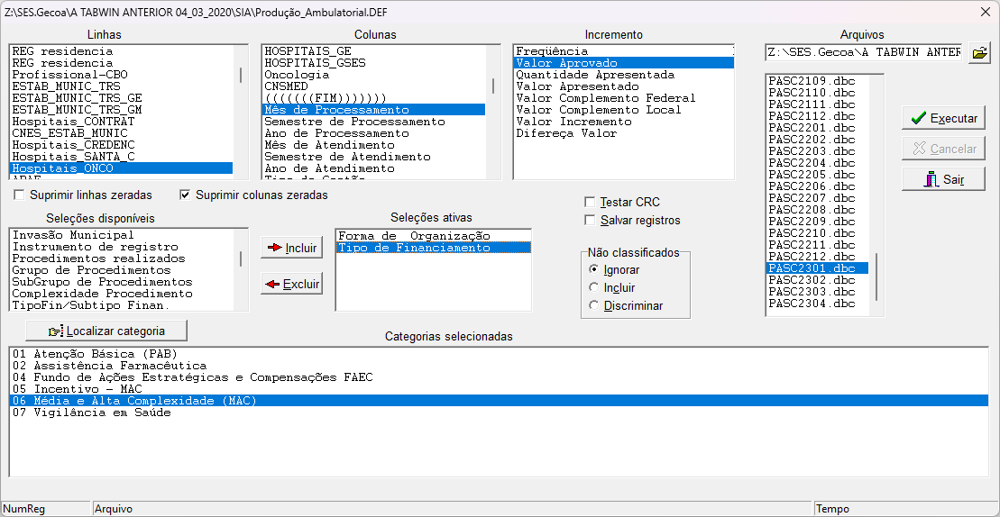 Z:\SES.Gecoa\A TABWIN ANTERIOR 04_03_2020\SIA\Produção_Ambulatorial.DEF
Linhas
REG residencia
REG residencia
Profissional-CBO
ESTAB_MUNIC_TRS
ESTAB_MUNIC_TRS_GE
ESTAB_MUNIC_TRS_GM
Hospitais_CONTRAT
CNES_ESTAB_MUNIC
Hospitais_CREDENC
Hospitais_SANTA_C
Hospitais_ONCO
Colunas
HOSPITAIS_GE
HOSPITAIS_GSES
Oncologia
CNSMED
(((((((FIM)))))))
Mês de Processamento
Semestre de Processamento
Ano de Processamento
Mês de Atendimento
Semestre de Atendimento
Ano de Atendimento
Tipo de Gestão
Incremento
Freqüência
Valor Aprovado
Quantidade Apresentada
Valor Apresentado
Valor Complemento Federal
Valor Complemento Local
Valor Incremento
Difereça Valor
Arquivos
Z:\SES.Gecoa\A TABWIN ANTER
PASC2109.dbc
PASC2110.dbc
PASC2111.dbc
PASC2112.dbc
PASC2201.dbc
PASC2202.dbc
PASC2203.dbc
PASC2204.dbc
PASC2205.dbc
PASC2206.dbc
PASC2207.dbc
PASC2208.dbc
PASC2209.dbc
PASC2210.dbc
PASC2211.dbc
PASC2212.dbc
PASC2301.dbc
PASC2302.dbc
PASC2303.dbc
PASC2304.dbc
Executar
Cancelar
Sair
Suprimir linhas zeradas
Suprimir colunas zeradas
Seleções disponíveis
Invasão Municipal
Instrumento de registro
Procedimentos realizados
Grupo de Procedimentos
SubGrupo de Procedimentos
Complexidade Procedimento
TipoFin/Subtipo Finan.
Incluir
Excluir
Seleções ativas
Forma de  Organização
Tipo de Financiamento
Testar CRC
Salvar registros
Não classificados
Ignorar
Incluir
Discriminar
Localizar categoria
Categorias selecionadas
01 Atenção Básica (PAB)
02 Assistência Farmacêutica
04 Fundo de Ações Estratégicas e Compensações FAEC
05 Incentivo - MAC
06 Média e Alta Complexidade (MAC)
07 Vigilância em Saúde
NumReg
Arquivo
Tempo